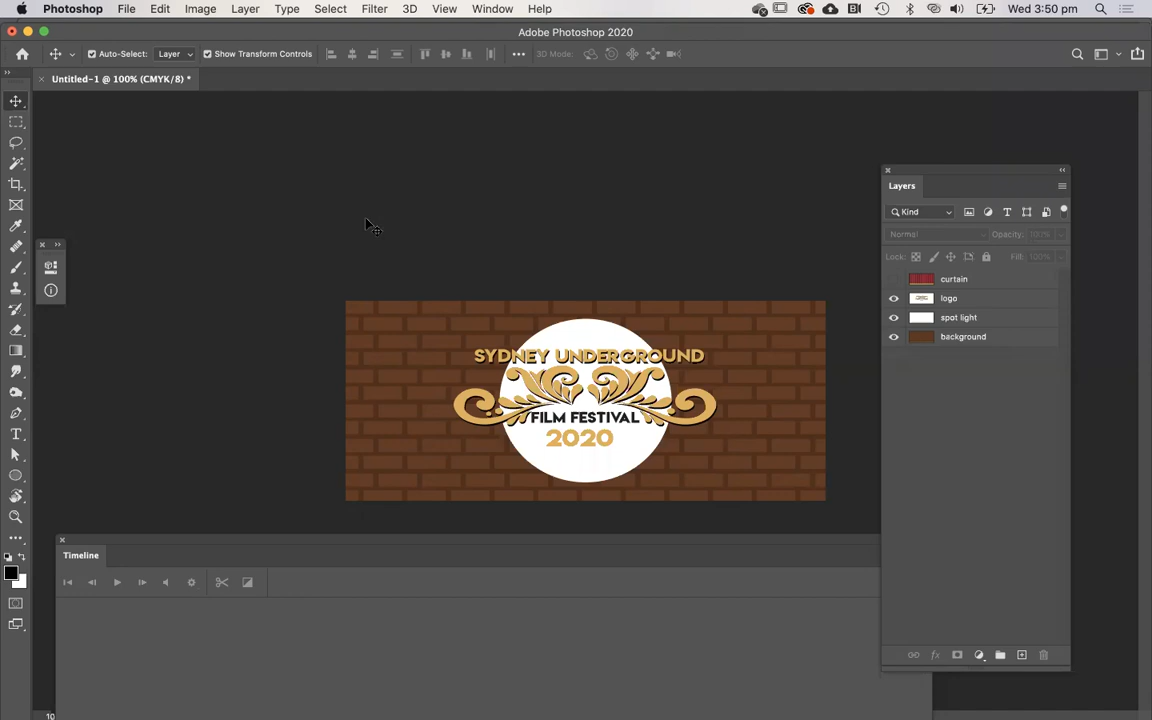 Photoshop File Edit Image Layer Type Select Filter 3D View Window Help Wed 3:50 pm
Adobe Photoshop 2020
Auto-Select: Layer Show Transform Controls 3D Mode:
Untitled-1 @ 100% (CMYK/8) *
Layers
Kind
Normal Opacity: 100%
Lock: Fill: 100%
curtain
logo
spot light
background
SYDNEY UNDERGROUND
FILM FESTIVAL
2020
Timeline
10